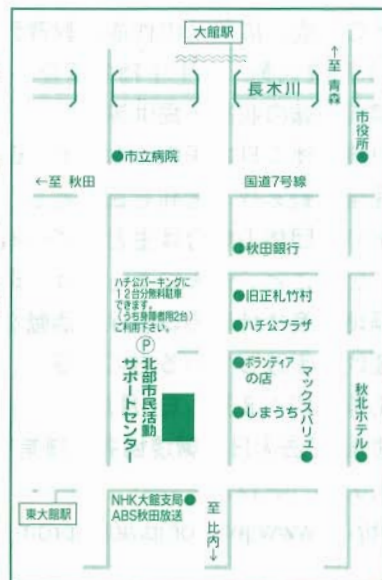 大館駅
長木川
↑至 青森
市役所
市立病院
←至 秋田
国道7号線
秋田銀行
ハチ公パーキングに
12台分無料駐車
できます。
(うち身障者用2台)
ご利用下さい。
旧正札竹村
ハチ公プラザ
Ⓟ
北部市民活動
サポートセンター
ボランティア
の店
しまうち
マックスバリュ
秋北ホテル
東大館駅
NHK大館支局
ABS秋田放送
至 比内↓